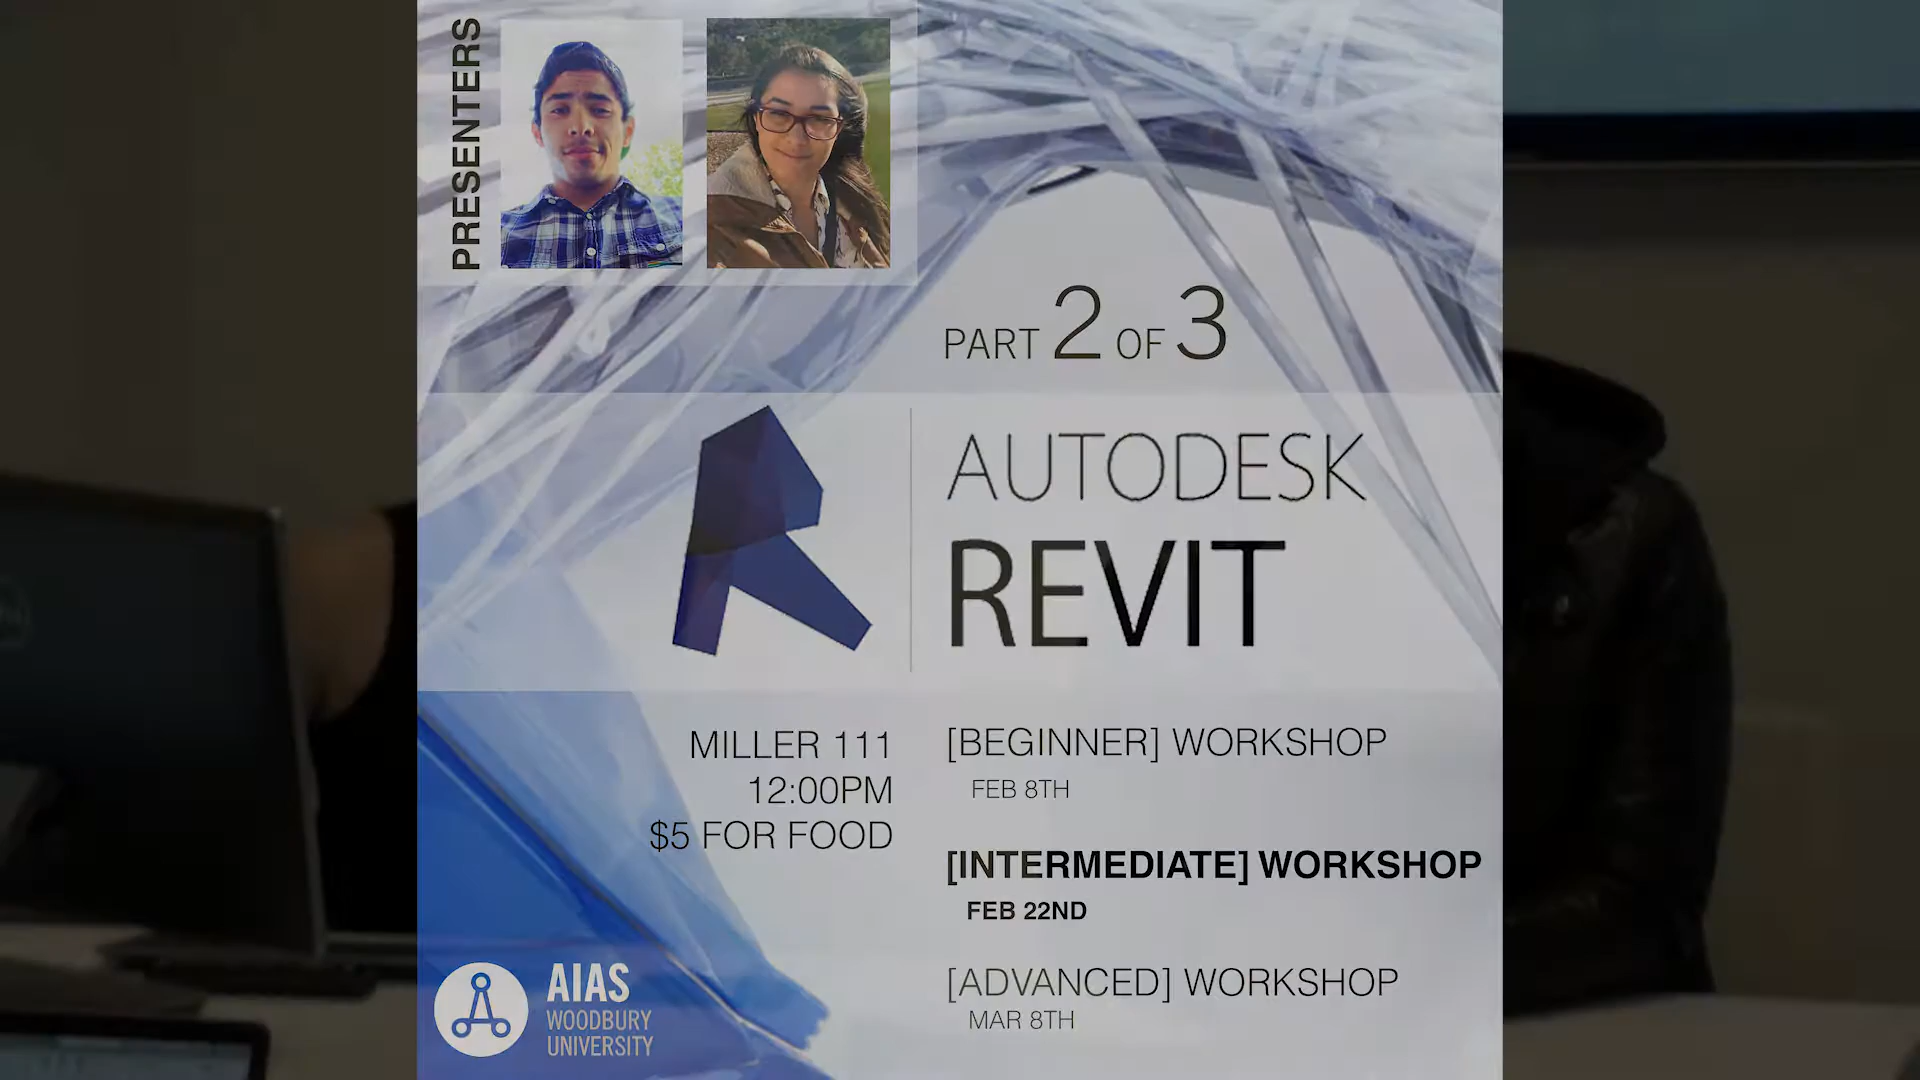 PRESENTERS
PART 2 OF 3
AUTODESK
REVIT
MILLER 111
12:00PM
$5 FOR FOOD
[BEGINNER] WORKSHOP
FEB 8TH
[INTERMEDIATE] WORKSHOP
FEB 22ND
[ADVANCED] WORKSHOP
MAR 8TH
AIAS
WOODBURY
UNIVERSITY